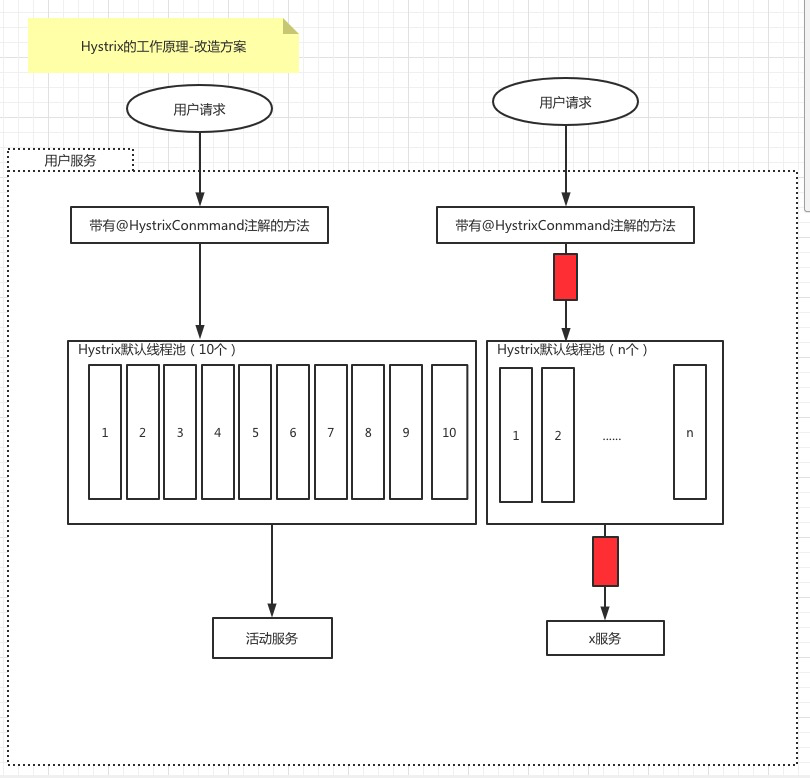 Hystrix的工作原理-改造方案
用户请求
用户请求
用户服务
带有@HystrixConmmand注解的方法
带有@HystrixConmmand注解的方法
Hystrix默认线程池（10个）
Hystrix默认线程池（n个）
1
2
3
4
5
6
7
8
9
10
1
2
......
n
活动服务
x服务